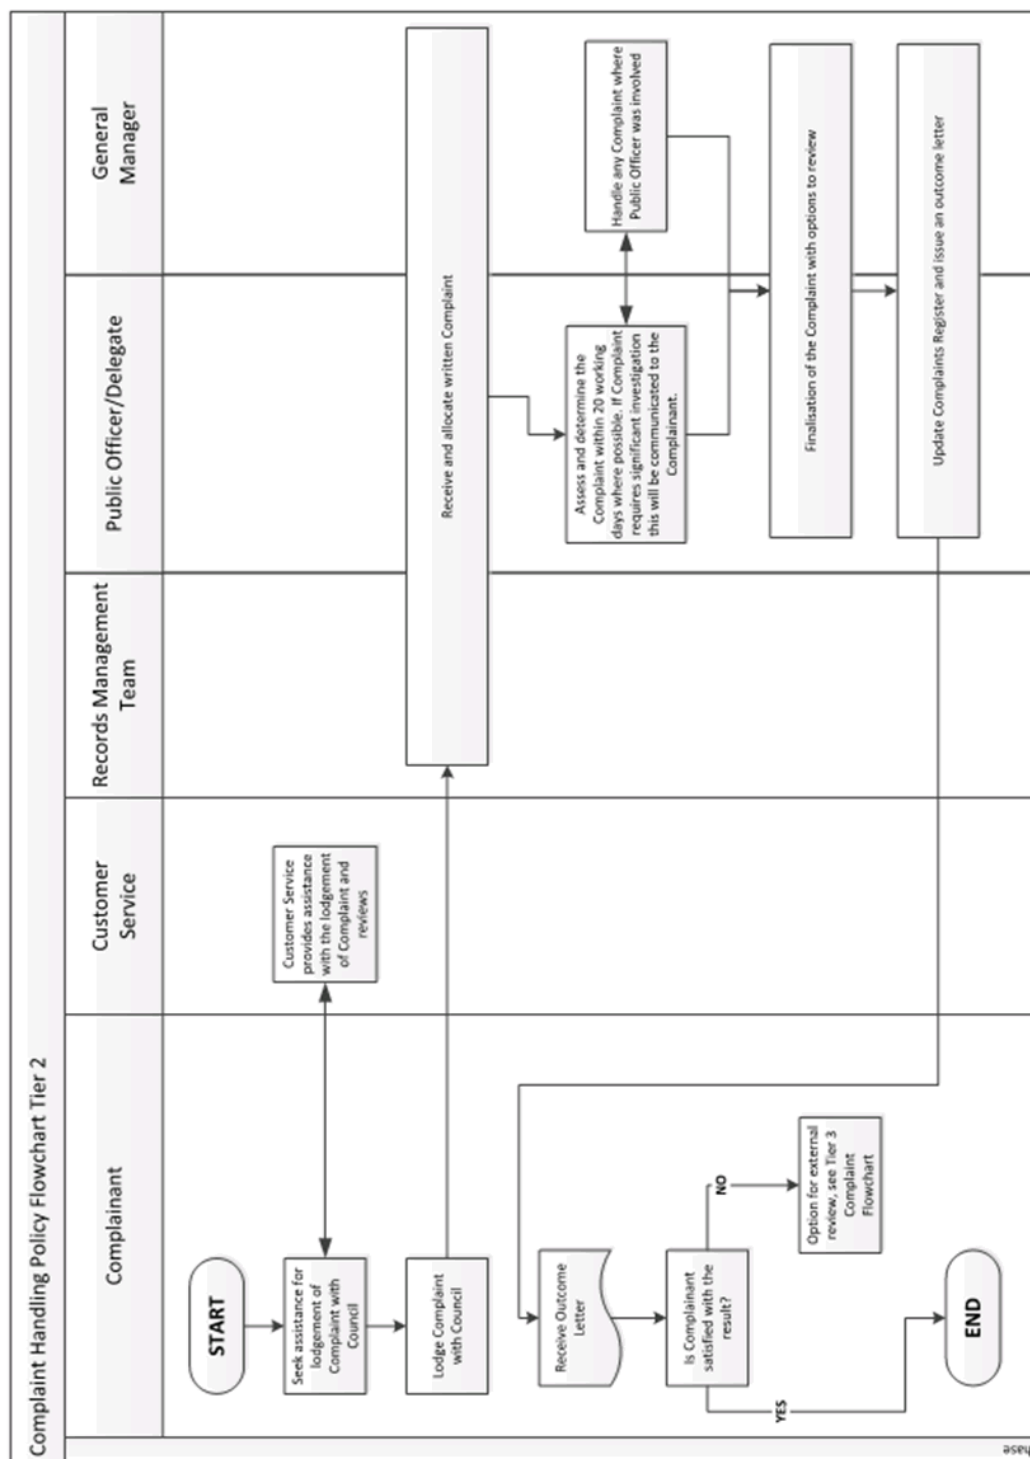 Complaint Handling Policy Flowchart Tier 2
Complainant
Customer
Service
Records Management
Team
Public Officer/Delegate
General
Manager
START
Seek assistance for
lodgement of
Complaint with
Council
Customer Service
provides assistance
with the lodgement
of Complaint and
reviews
Lodge Complaint
with Council
Receive and allocate written Complaint
Assess and determine the
Complaint within 20 working
days where possible. If Complaint
requires significant investigation
this will be communicated to the
Complainant.
Handle any Complaint where
Public Officer was involved
Finalisation of the Complaint with options to review
Update Complaints Register and issue an outcome letter
Receive Outcome
Letter
Is Complainant
satisfied with the
result?
NO
Option for external
review, see Tier 3
Complaint
Flowchart
YES
END